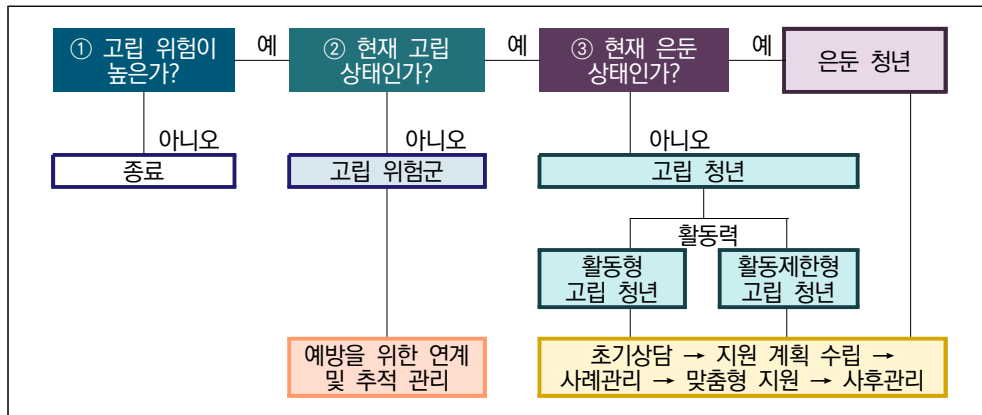 ① 고립 위험이
높은가?
예
② 현재 고립
상태인가?
예
③ 현재 은둔
상태인가?
예
은둔 청년
아니오
아니오
아니오
종료
고립 위험군
고립 청년
활동력
활동형
고립 청년
활동제한형
고립 청년
예방을 위한 연계
및 추적 관리
초기상담 → 지원 계획 수립 →
사례관리 → 맞춤형 지원 → 사후관리